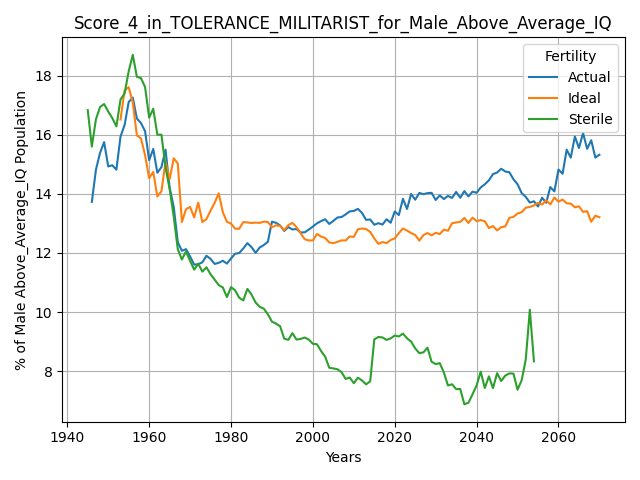 Score_4_in_TOLERANCE_MILITARIST_for_Male_Above_Average_IQ
Fertility
Actual
Ideal
Sterile
% of Male Above_Average_IQ Population
18
16
14
12
10
8
1940 1960 1980 2000 2020 2040 2060
Years